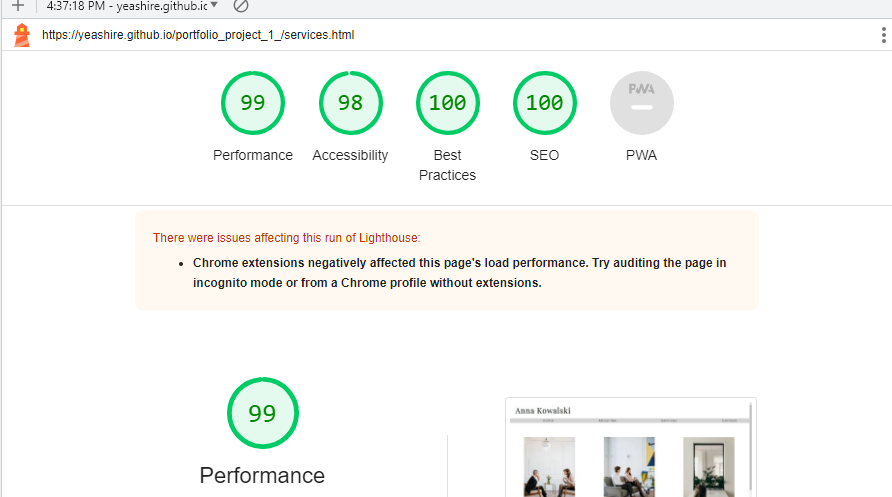 4:37:18 PM - yeashire.github.ic
https://yeashire.github.io/portfolio_project_1_/services.html
99
98
100
100
PWA
Performance
Accessibility
Best
Practices
SEO
PWA
There were issues affecting this run of Lighthouse:
Chrome extensions negatively affected this page's load performance. Try auditing the page in
incognito mode or from a Chrome profile without extensions.
99
Performance
Anna Kowalski